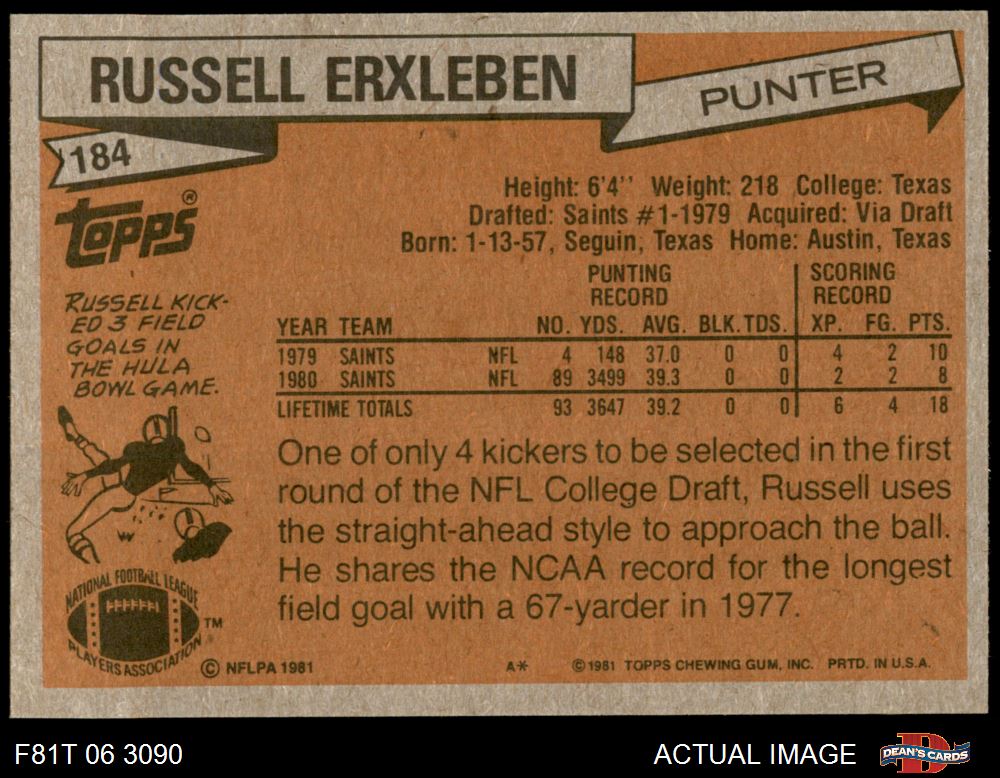 RUSSELL ERXLEBEN
PUNTER
184
TOPPS®
Height: 6'4'' Weight: 218 College: Texas
Drafted: Saints #1-1979 Acquired: Via Draft
Born: 1-13-57, Seguin, Texas Home: Austin, Texas
RUSSELL KICK-
ED 3 FIELD
GOALS IN
THE HULA
BOWL GAME.
PUNTING RECORD SCORING RECORD
YEAR TEAM NO. YDS. AVG. BLK. TDS. XP. FG. PTS.
1979 SAINTS NFL 4 148 37.0 0 0 4 2 10
1980 SAINTS NFL 89 3499 39.3 0 0 2 2 8
LIFETIME TOTALS 93 3647 39.2 0 0 6 4 18
One of only 4 kickers to be selected in the first
round of the NFL College Draft, Russell uses
the straight-ahead style to approach the ball.
He shares the NCAA record for the longest
field goal with a 67-yarder in 1977.
NATIONAL FOOTBALL LEAGUE
PLAYERS ASSOCIATION TM
© NFLPA 1981 A* © 1981 TOPPS CHEWING GUM, INC. PRTD. IN U.S.A.
F81T 06 3090 ACTUAL IMAGE DEAN'S CARDS